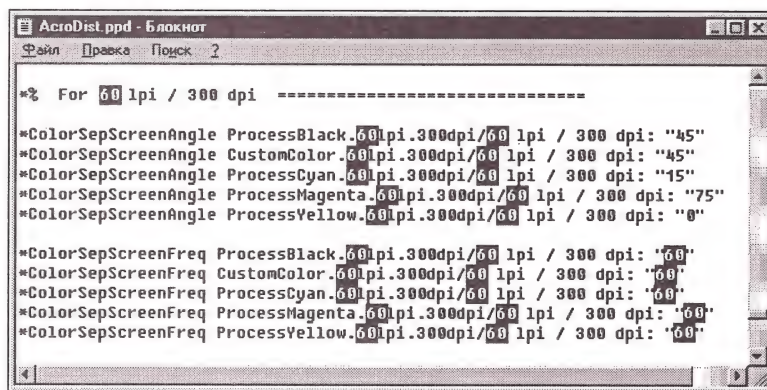 AcroDist.ppd - Блокнот
Файл Правка Поиск ?
*% For 60 lpi / 300 dpi ===============================
*ColorSepScreenAngle ProcessBlack.60lpi.300dpi/60 lpi / 300 dpi: "45"
*ColorSepScreenAngle CustomColor.60lpi.300dpi/60 lpi / 300 dpi: "45"
*ColorSepScreenAngle ProcessCyan.60lpi.300dpi/60 lpi / 300 dpi: "15"
*ColorSepScreenAngle ProcessMagenta.60lpi.300dpi/60 lpi / 300 dpi: "75"
*ColorSepScreenAngle ProcessYellow.60lpi.300dpi/60 lpi / 300 dpi: "0"
*ColorSepScreenFreq ProcessBlack.60lpi.300dpi/60 lpi / 300 dpi: "60"
*ColorSepScreenFreq CustomColor.60lpi.300dpi/60 lpi / 300 dpi: "60"
*ColorSepScreenFreq ProcessCyan.60lpi.300dpi/60 lpi / 300 dpi: "60"
*ColorSepScreenFreq ProcessMagenta.60lpi.300dpi/60 lpi / 300 dpi: "60"
*ColorSepScreenFreq ProcessYellow.60lpi.300dpi/60 lpi / 300 dpi: "60"